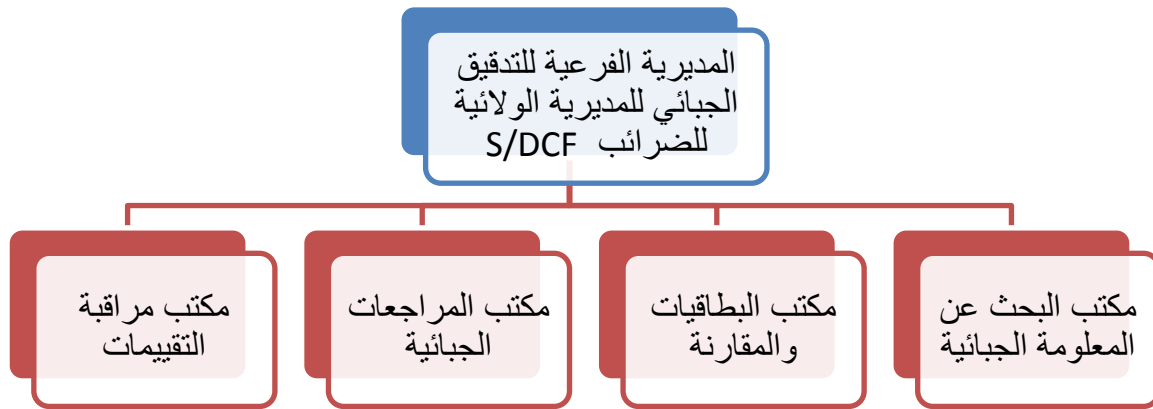 المديرية الفرعية للتدقيق
الجبائي للمديرية الولائية
للضرائب S/DCF
مكتب البحث عن
المعلومة الجبائية
مكتب البطاقيات
والمقارنة
مكتب المراجعات
الجبائية
مكتب مراقبة
التقييمات